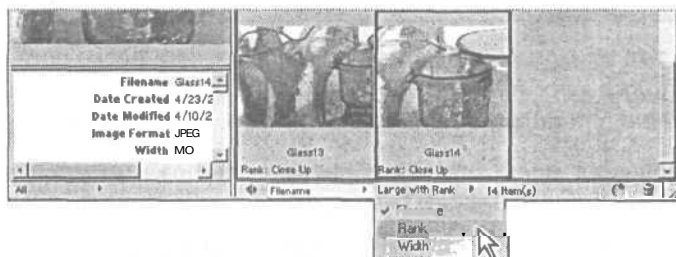 Filename Glass14
Date Created 4/23/2
Date Modified 4/10/2
Image Format JPEG
Width MO
All
Glass13
Rank: Close Up
Glass14
Rank: Close Up
Filename
Large with Rank
14 Item(s)
Rank
Width